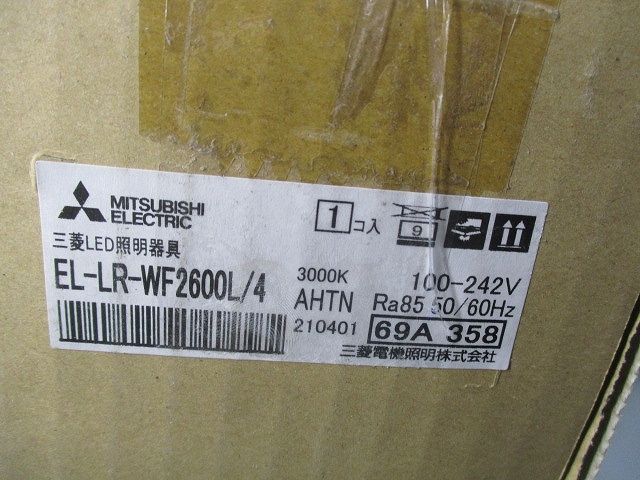 MITSUBISHI
ELECTRIC
1 コ入
9
三菱LED照明器具
EL-LR-WF2600L/4
3000K
100-242V
AHTN
Ra85 50/60Hz
210401
69A 358
三菱電機照明株式会社